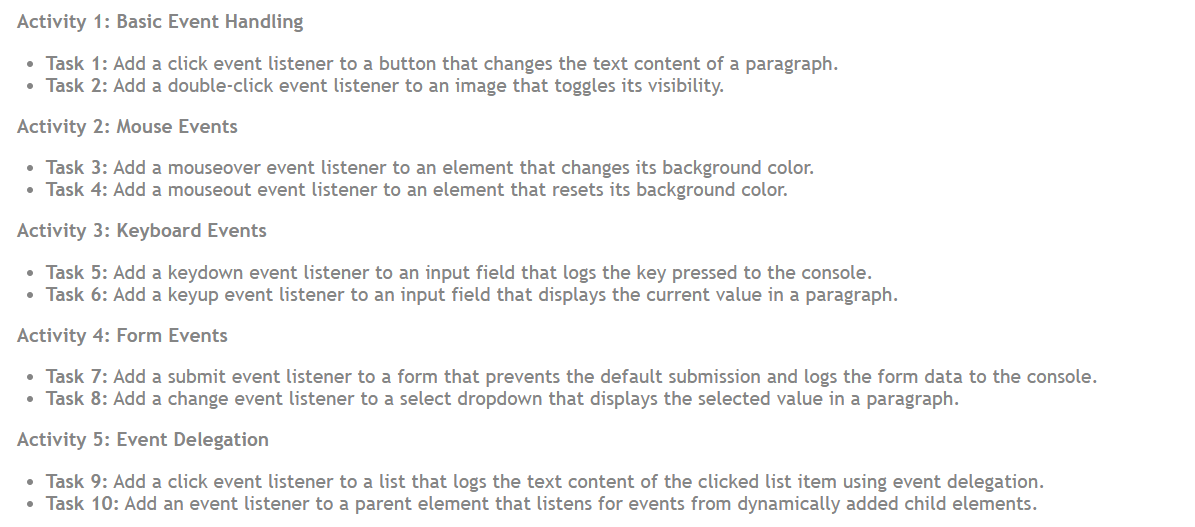 Activity 1: Basic Event Handling
• Task 1: Add a click event listener to a button that changes the text content of a paragraph.
• Task 2: Add a double-click event listener to an image that toggles its visibility.
Activity 2: Mouse Events
• Task 3: Add a mouseover event listener to an element that changes its background color.
• Task 4: Add a mouseout event listener to an element that resets its background color.
Activity 3: Keyboard Events
• Task 5: Add a keydown event listener to an input field that logs the key pressed to the console.
• Task 6: Add a keyup event listener to an input field that displays the current value in a paragraph.
Activity 4: Form Events
• Task 7: Add a submit event listener to a form that prevents the default submission and logs the form data to the console.
• Task 8: Add a change event listener to a select dropdown that displays the selected value in a paragraph.
Activity 5: Event Delegation
• Task 9: Add a click event listener to a list that logs the text content of the clicked list item using event delegation.
• Task 10: Add an event listener to a parent element that listens for events from dynamically added child elements.